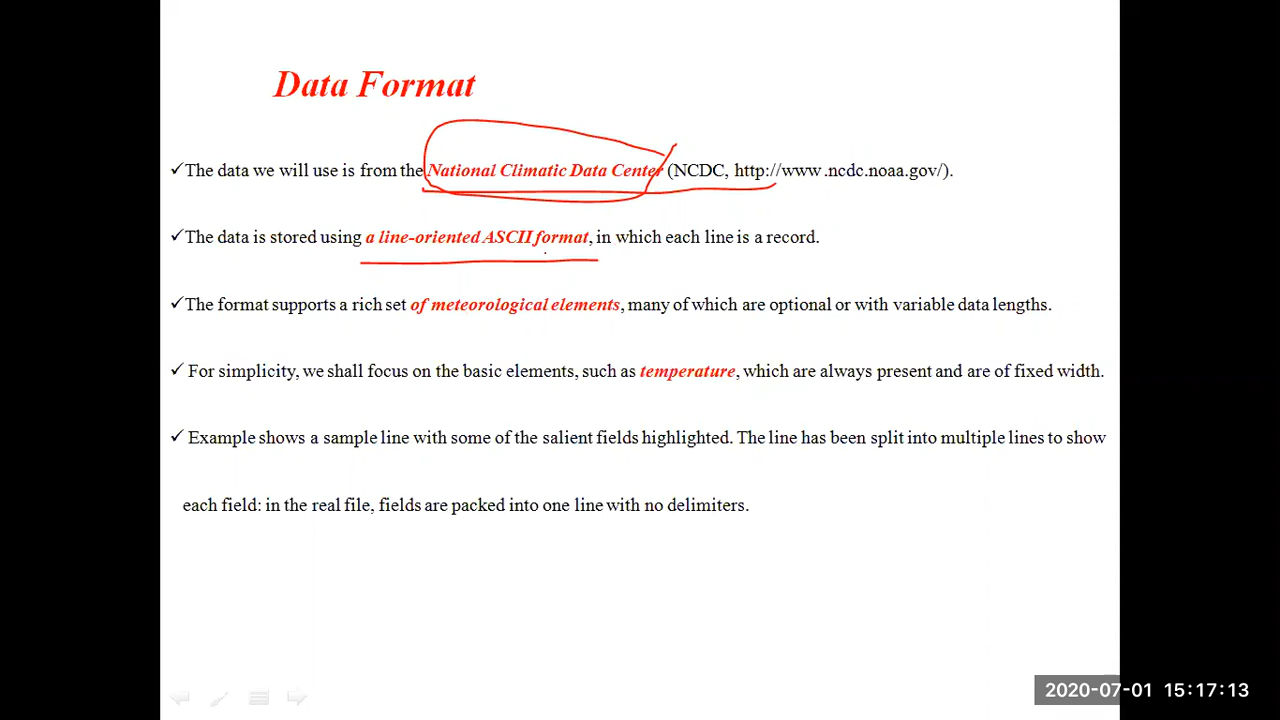 Data Format
✓The data we will use is from the National Climatic Data Center (NCDC, http://www .ncdc.noaa.gov/).
✓The data is stored using a line-oriented ASCII format, in which each line is a record.
✓The format supports a rich set of meteorological elements, many of which are optional or with variable data lengths.
✓ For simplicity, we shall focus on the basic elements, such as temperature, which are always present and are of fixed width.
✓ Example shows a sample line with some of the salient fields highlighted. The line has been split into multiple lines to show
each field: in the real file, fields are packed into one line with no delimiters.
2020-07-01 15:17:13